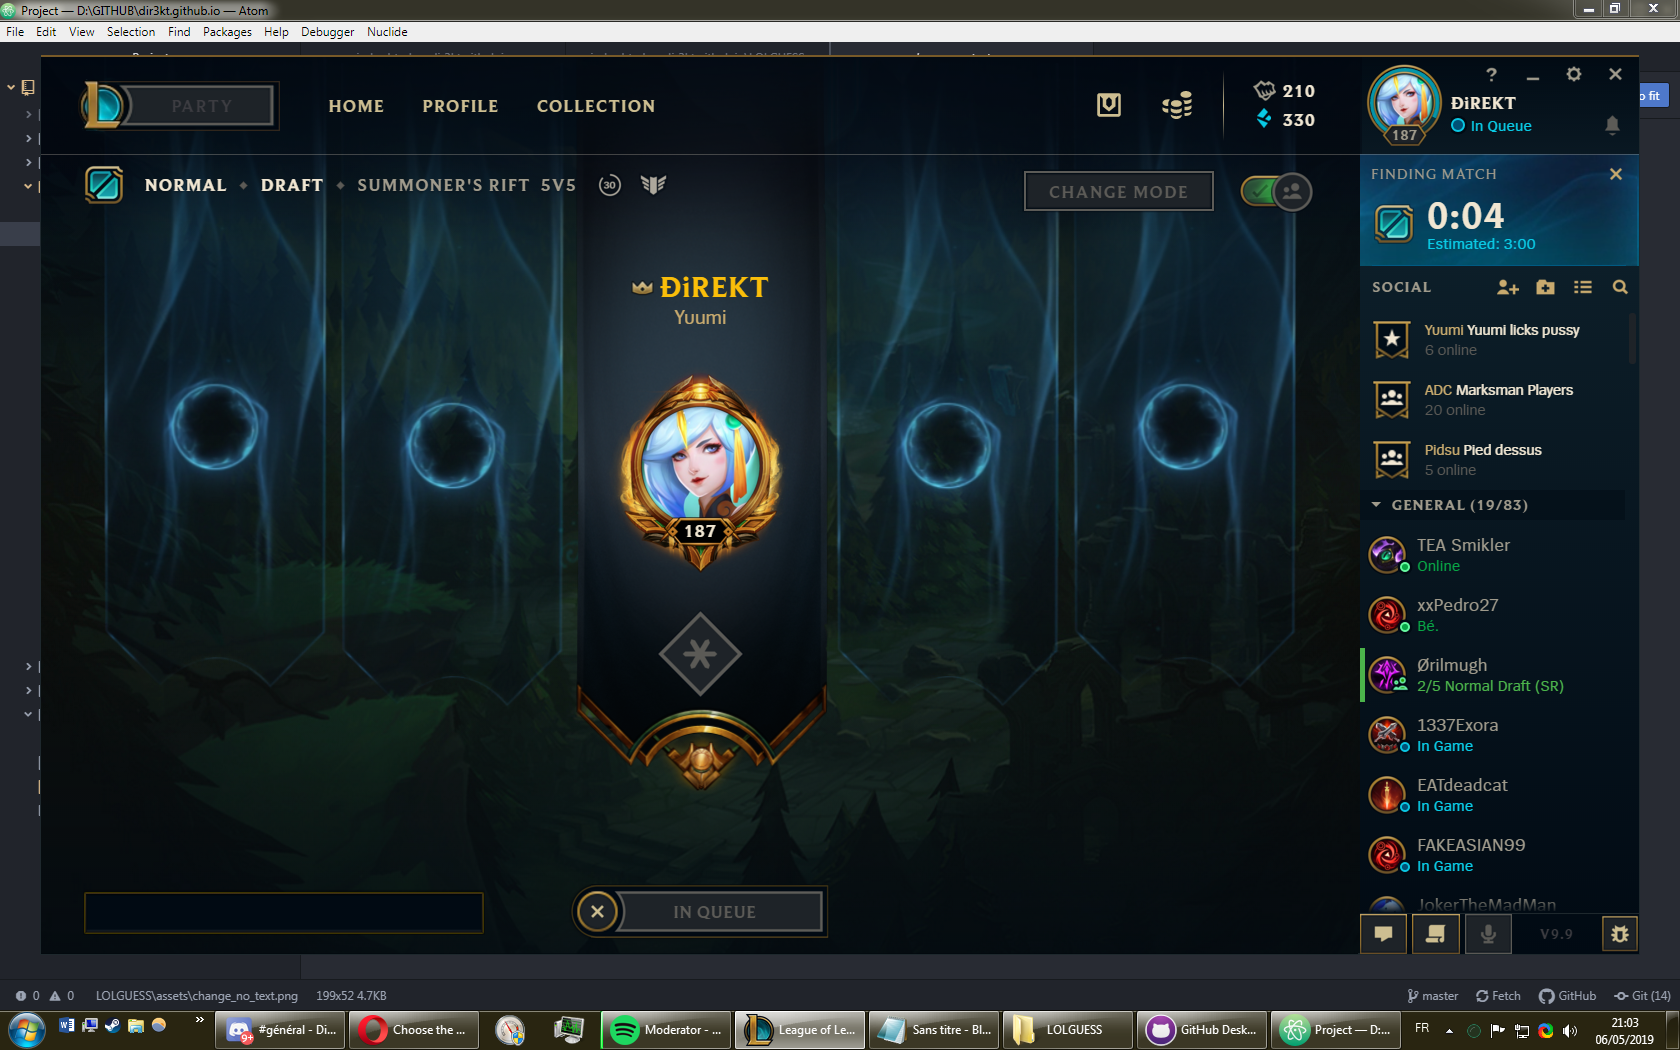 Project — D:\GITHUB\dir3kt.github.io — Atom
File Edit View Selection Find Packages Help Debugger Nuclide
PARTY
HOME PROFILE COLLECTION
210
330
?
ĐiREKT
In Queue
187
o fit
NORMAL DRAFT SUMMONER'S RIFT 5V5
30
CHANGE MODE
FINDING MATCH
0:04
Estimated: 3:00
ĐiREKT
Yuumi
187
IN QUEUE
SOCIAL
Yuumi Yuumi licks pussy
6 online
ADC Marksman Players
20 online
Pidsu Pied dessus
5 online
GENERAL (19/83)
TEA Smikler
Online
xxPedro27
Bé.
Ørilmugh
2/5 Normal Draft (SR)
1337Exora
In Game
EATdeadcat
In Game
FAKEASIAN99
In Game
JokerTheMadMan
V9.9
0 0 LOLGUESS\assets\change_no_text.png 199x52 4.7KB
master Fetch GitHub Git (14)
9+
#général - Di...
Choose the ...
Moderator - ...
League of Le...
Sans titre - Bl...
LOLGUESS
GitHub Desk...
Project — D:...
FR
21:03
06/05/2019